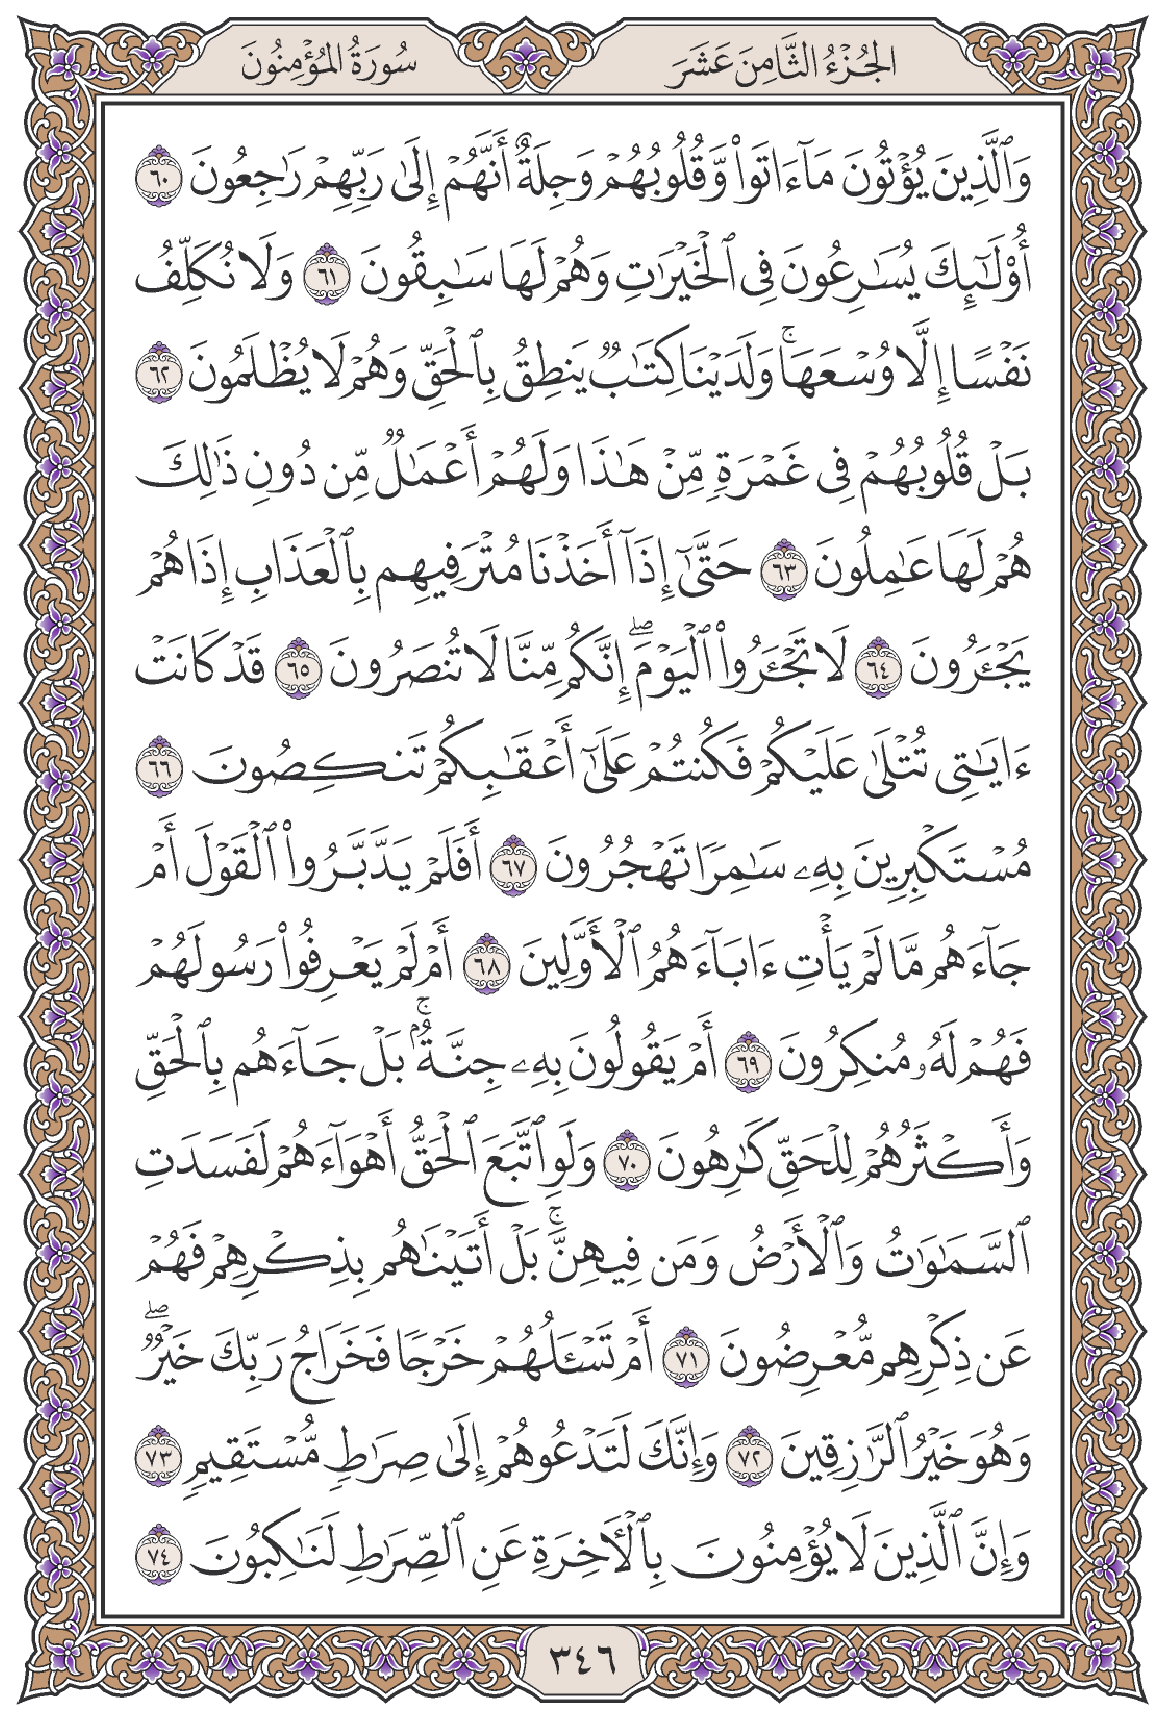 الجُزْءُ الثَّامِنَ عَشَرَ
سُورَةُ المُؤْمِنُونَ
وَٱلَّذِينَ يُؤْتُونَ مَآ ءَاتَوا۟ وَّقُلُوبُهُمْ وَجِلَةٌ أَنَّهُمْ إِلَىٰ رَبِّهِمْ رَٰجِعُونَ ٦٠
أُو۟لَٰٓئِكَ يُسَٰرِعُونَ فِى ٱلْخَيْرَٰتِ وَهُمْ لَهَا سَٰبِقُونَ ٦١ وَلَا نُكَلِّفُ
نَفْسًا إِلَّا وُسْعَهَا ۚ وَلَدَيْنَا كِتَٰبٌ يَنطِقُ بِٱلْحَقِّ وَهُمْ لَا يُظْلَمُونَ ٦٢
بَلْ قُلُوبُهُمْ فِى غَمْرَةٍ مِّنْ هَٰذَا وَلَهُمْ أَعْمَٰلٌ مِّن دُونِ ذَٰلِكَ
هُمْ لَهَا عَٰمِلُونَ ٦٣ حَتَّىٰٓ إِذَآ أَخَذْنَا مُتْرَفِيهِم بِٱلْعَذَابِ إِذَا هُمْ
يَجْـَٔرُونَ ٦٤ لَا تَجْـَٔرُوا۟ ٱلْيَوْمَ ۖ إِنَّكُم مِّنَّا لَا تُنصَرُونَ ٦٥ قَدْ كَانَتْ
ءَايَٰتِى تُتْلَىٰ عَلَيْكُمْ فَكُنتُمْ عَلَىٰٓ أَعْقَٰبِكُمْ تَنكِصُونَ ٦٦
مُسْتَكْبِرِينَ بِهِۦ سَٰمِرًا تَهْجُرُونَ ٦٧ أَفَلَمْ يَدَّبَّرُوا۟ ٱلْقَوْلَ أَمْ
جَآءَهُم مَّا لَمْ يَأْتِ ءَابَآءَهُمُ ٱلْأَوَّلِينَ ٦٨ أَمْ لَمْ يَعْرِفُوا۟ رَسُولَهُمْ
فَهُمْ لَهُۥ مُنكِرُونَ ٦٩ أَمْ يَقُولُونَ بِهِۦ جِنَّةٌۢ ۚ بَلْ جَآءَهُم بِٱلْحَقِّ
وَأَكْثَرُهُمْ لِلْحَقِّ كَٰرِهُونَ ٧٠ وَلَوِ ٱتَّبَعَ ٱلْحَقُّ أَهْوَآءَهُمْ لَفَسَدَتِ
ٱلسَّمَٰوَٰتُ وَٱلْأَرْضُ وَمَن فِيهِنَّ ۚ بَلْ أَتَيْنَٰهُم بِذِكْرِهِمْ فَهُمْ
عَن ذِكْرِهِم مُّعْرِضُونَ ٧١ أَمْ تَسْـَٔلُهُمْ خَرْجًا فَخَرَاجُ رَبِّكَ خَيْرٌ ۖ
وَهُوَ خَيْرُ ٱلرَّٰزِقِينَ ٧٢ وَإِنَّكَ لَتَدْعُوهُمْ إِلَىٰ صِرَٰطٍ مُّسْتَقِيمٍ ٧٣
وَإِنَّ ٱلَّذِينَ لَا يُؤْمِنُونَ بِٱلْـَٔاخِرَةِ عَنِ ٱلصِّرَٰطِ لَنَٰكِبُونَ ٧٤
٣٤٦